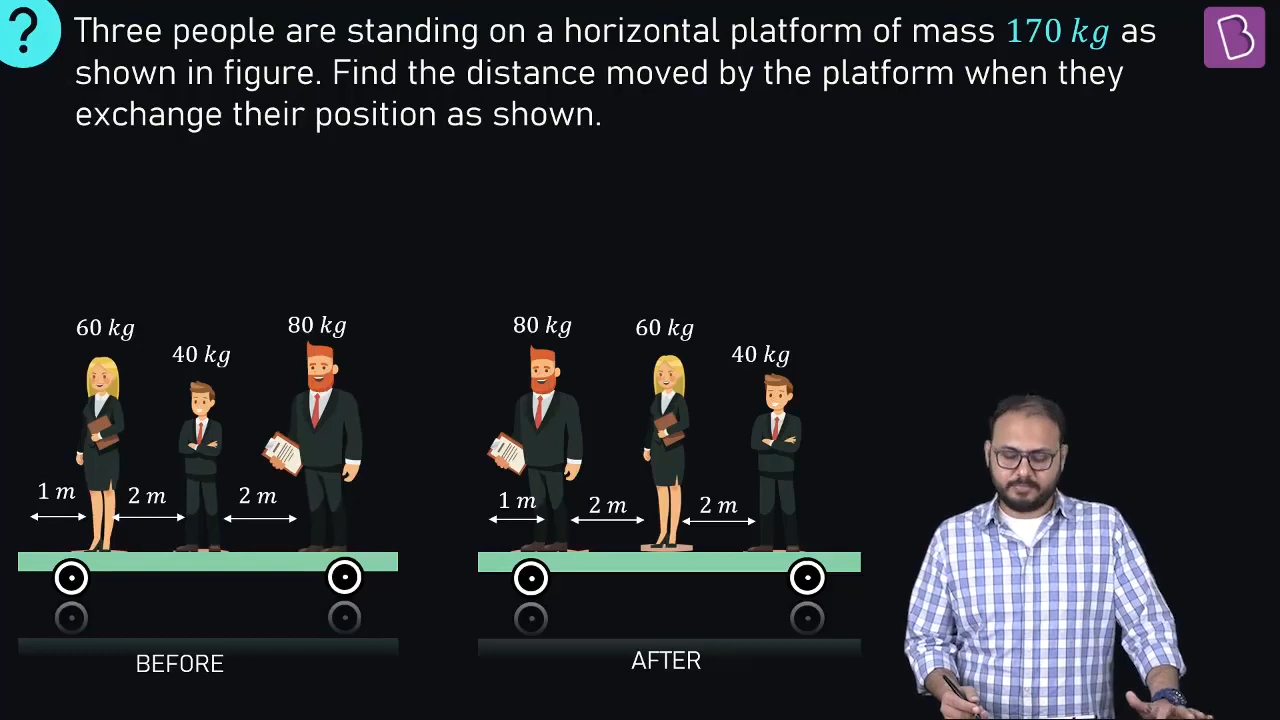 ?
Three people are standing on a horizontal platform of mass 170 kg as
shown in figure. Find the distance moved by the platform when they
exchange their position as shown.
B
60 kg
40 kg
80 kg
1 m
2 m
2 m
BEFORE
80 kg
60 kg
40 kg
1 m
2 m
2 m
AFTER